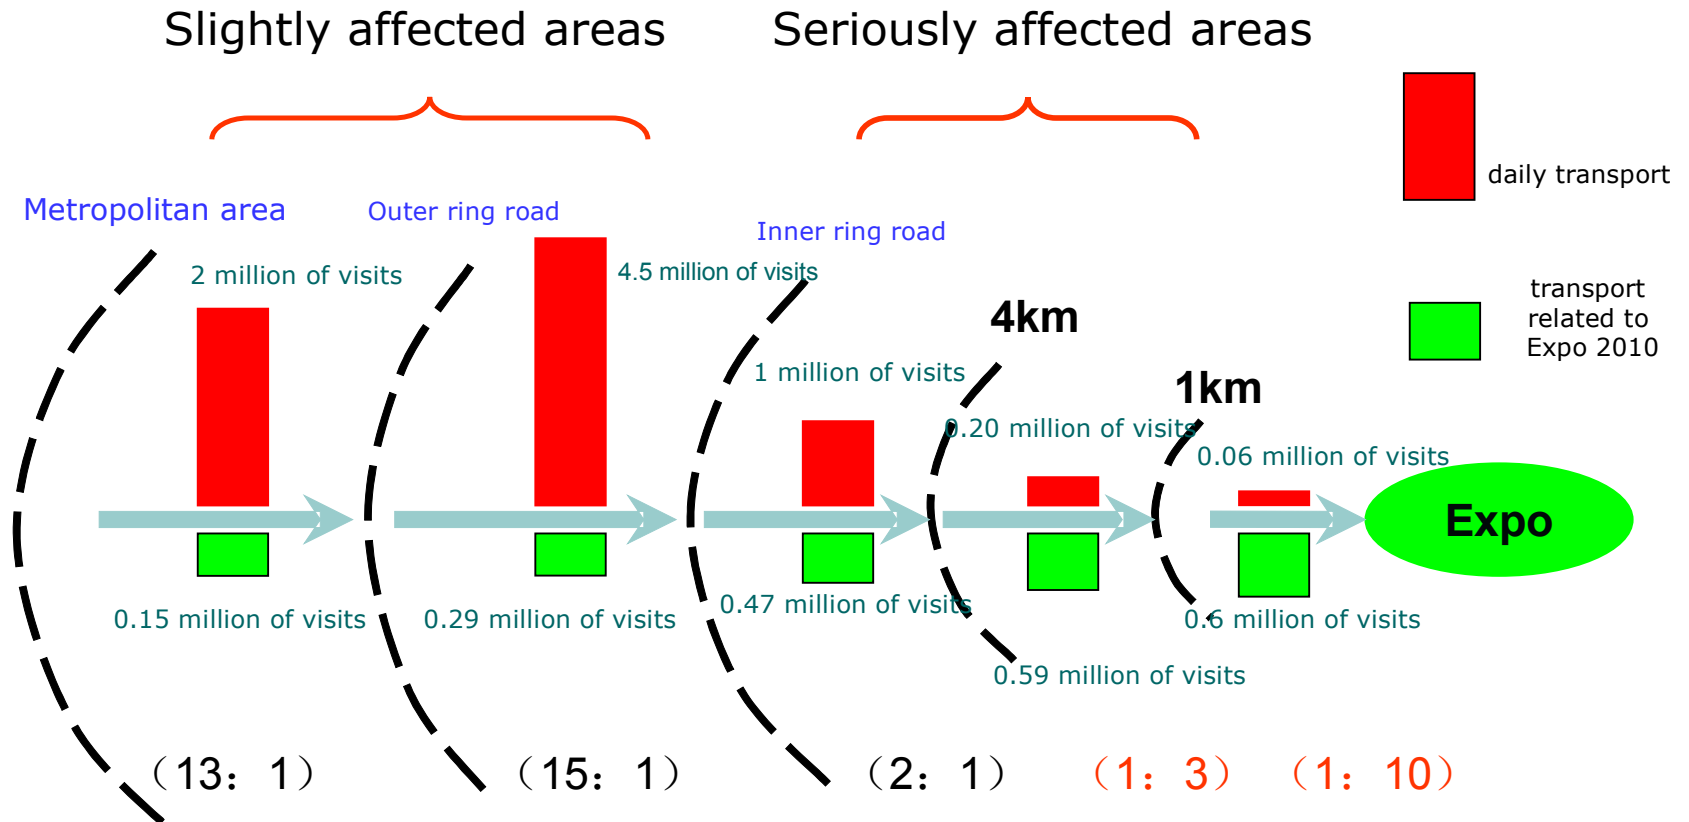 Slightly affected areas
Seriously affected areas
daily transport
Metropolitan area
Outer ring road
Inner ring road
2 million of visits
4.5 million of visits
transport
related to
Expo 2010
4km
1 million of visits
1km
0.20 million of visits
0.06 million of visits
Expo
0.15 million of visits
0.29 million of visits
0.47 million of visits
0.59 million of visits
0.6 million of visits
（13：1）
（15：1）
（2：1）
（1：3）
（1：10）